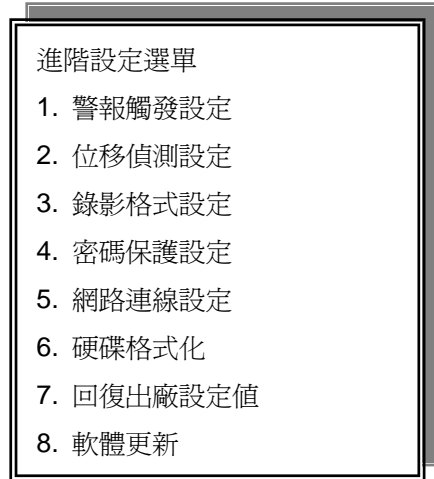 進階設定選單
1. 警報觸發設定
2. 位移偵測設定
3. 錄影格式設定
4. 密碼保護設定
5. 網路連線設定
6. 硬碟格式化
7. 回復出廠設定值
8. 軟體更新